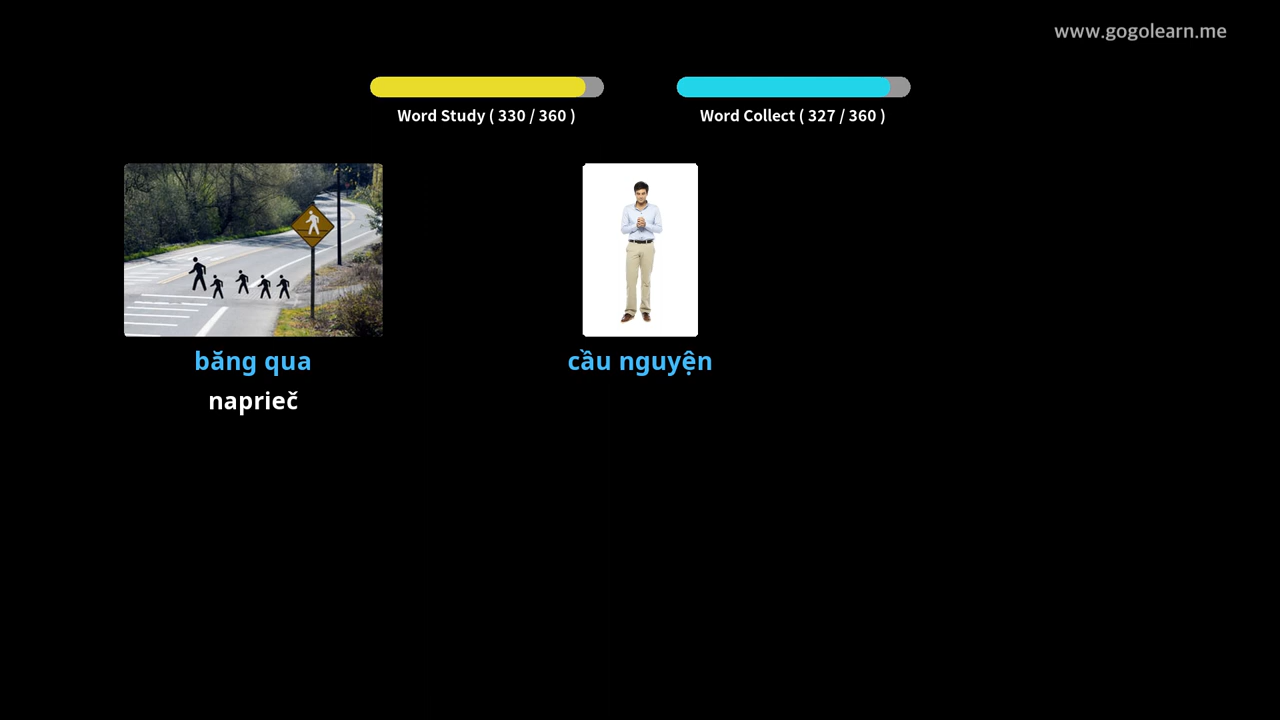 www.gogolearn.me
Word Study ( 330 / 360 )
Word Collect ( 327 / 360 )
băng qua
cầu nguyện
naprieč